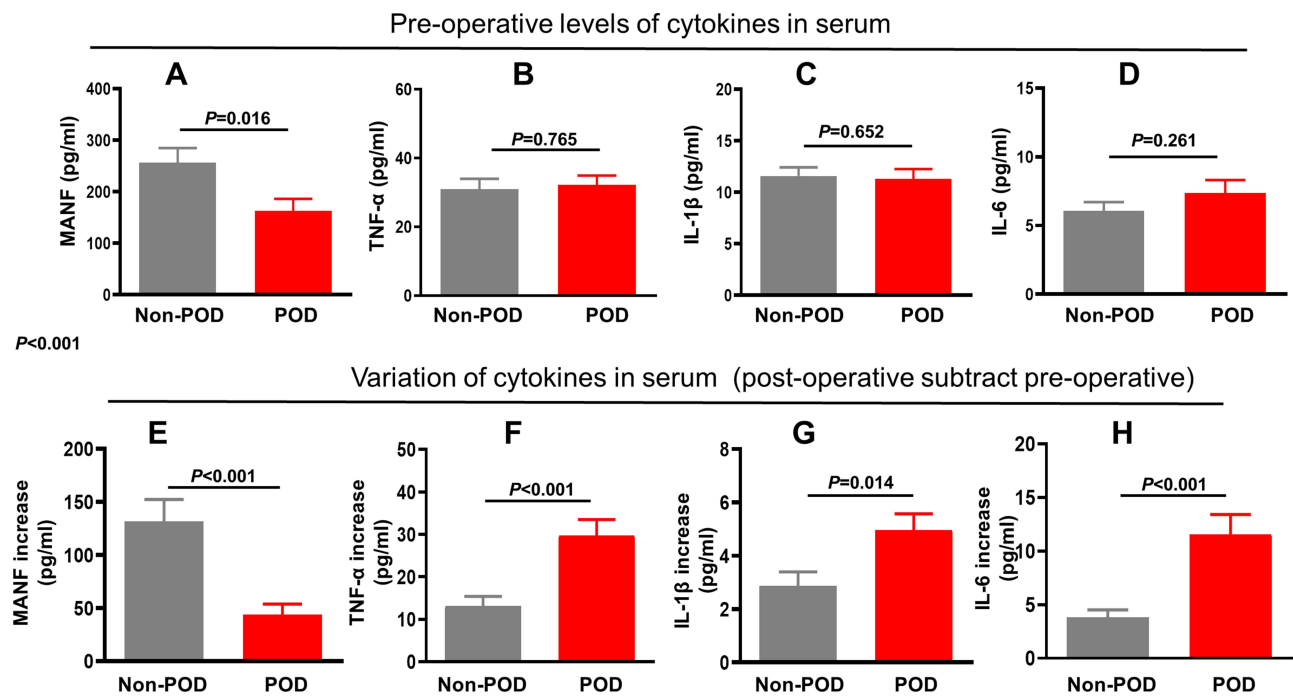 Pre-operative levels of cytokines in serum
A
B
C
D
MANF (pg/ml)
400
300
200
100
0
P=0.016
Non-POD POD
TNF-α (pg/ml)
60
40
20
0
P=0.765
Non-POD POD
IL-1β (pg/ml)
20
15
10
5
0
P=0.652
Non-POD POD
IL-6 (pg/ml)
15
10
5
0
P=0.261
Non-POD POD
P<0.001
Variation of cytokines in serum (post-operative subtract pre-operative)
E
F
G
H
MANF increase
(pg/ml)
200
150
100
50
0
P<0.001
Non-POD POD
TNF-α increase
(pg/ml)
50
40
30
20
10
0
P<0.001
Non-POD POD
IL-1β increase
(pg/ml)
8
6
4
2
0
P=0.014
Non-POD POD
IL-6 increase
(pg/ml)
20
15
10
5
0
P<0.001
Non-POD POD